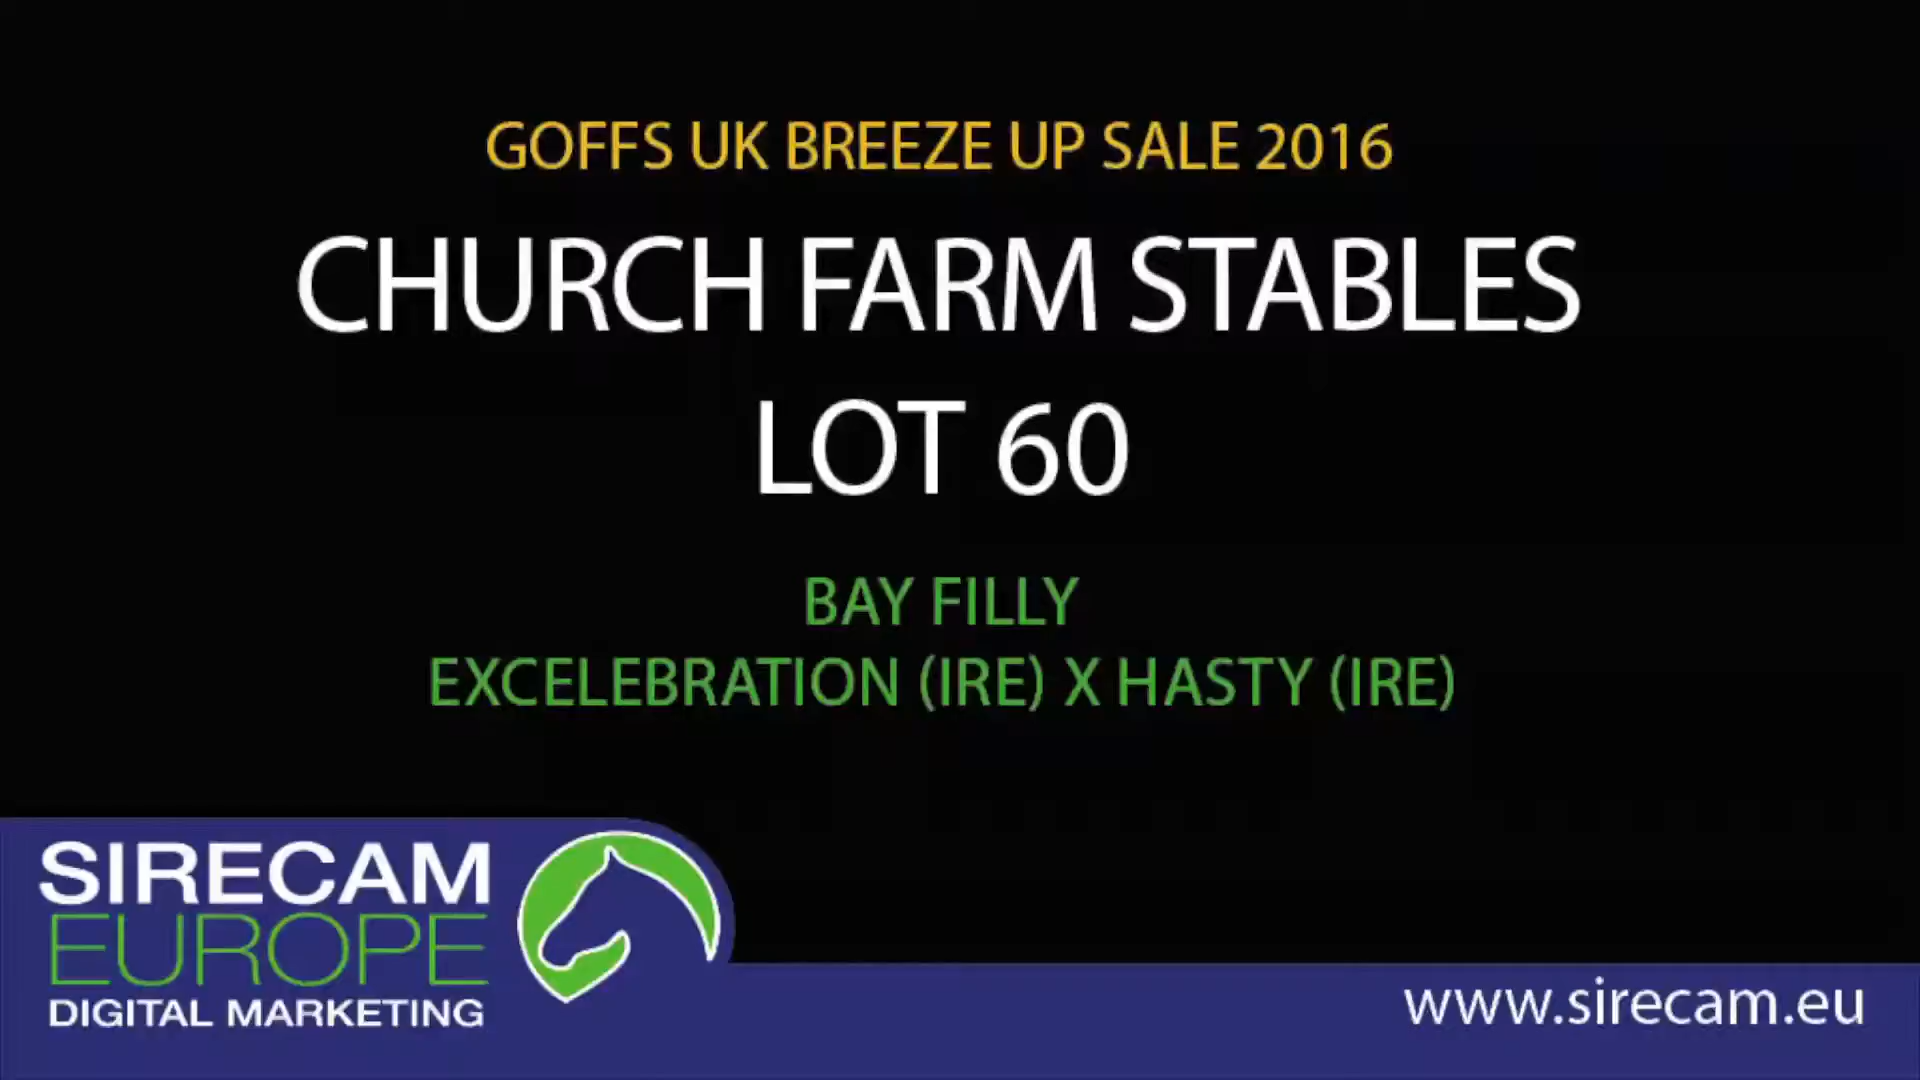 GOFFS UK BREEZE UP SALE 2016
CHURCH FARM STABLES
LOT 60
BAY FILLY
EXCELEBRATION (IRE) X HASTY (IRE)
SIRECAM
EUROPE
DIGITAL MARKETING
www.sirecam.eu